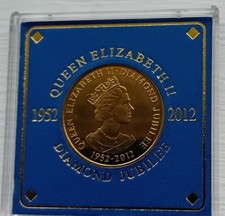 QUEEN ELIZABETH II
1952
2012
DIAMOND JUBILEE
QUEEN ELIZABETH II DIAMOND JUBILEE
1952-2012